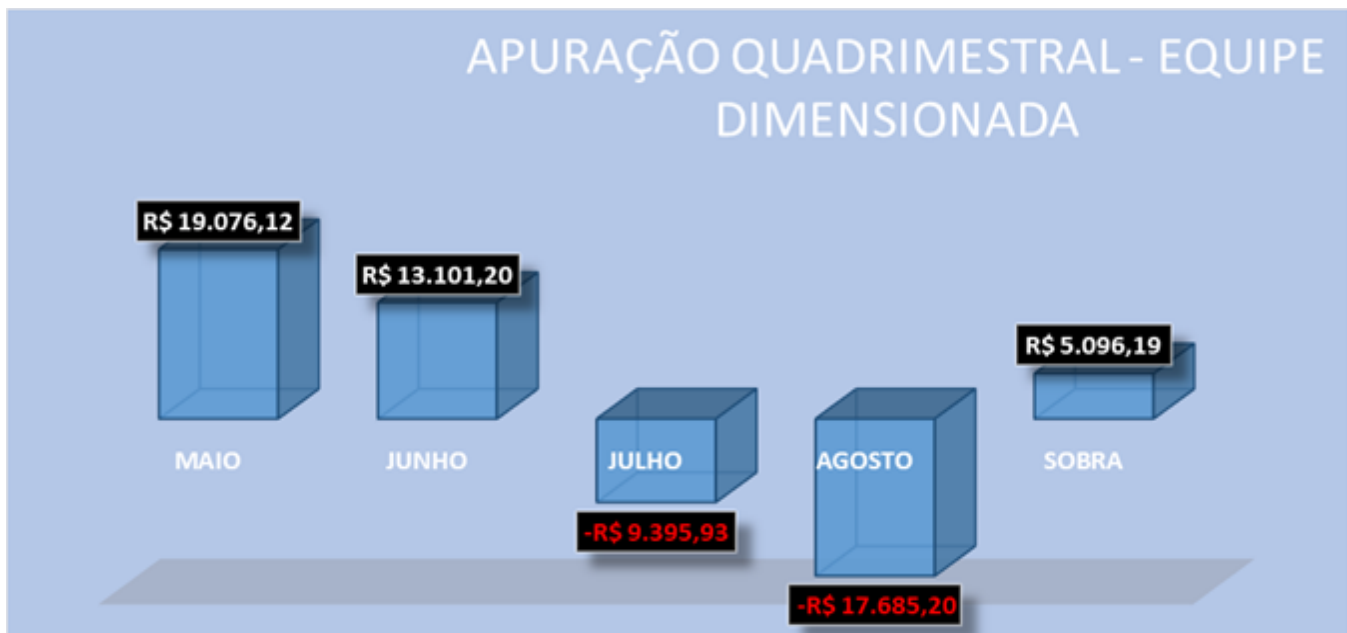 APURAÇÃO QUADRIMESTRAL - EQUIPE
DIMENSIONADA
R$ 19.076,12
R$ 13.101,20
R$ 5.096,19
MAIO
JUNHO
JULHO
AGOSTO
SOBRA
-R$ 9.395,93
-R$ 17.685,20